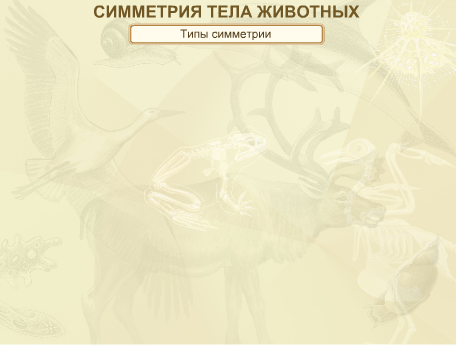 СИММЕТРИЯ ТЕЛА ЖИВОТНЫХ
Типы симметрии